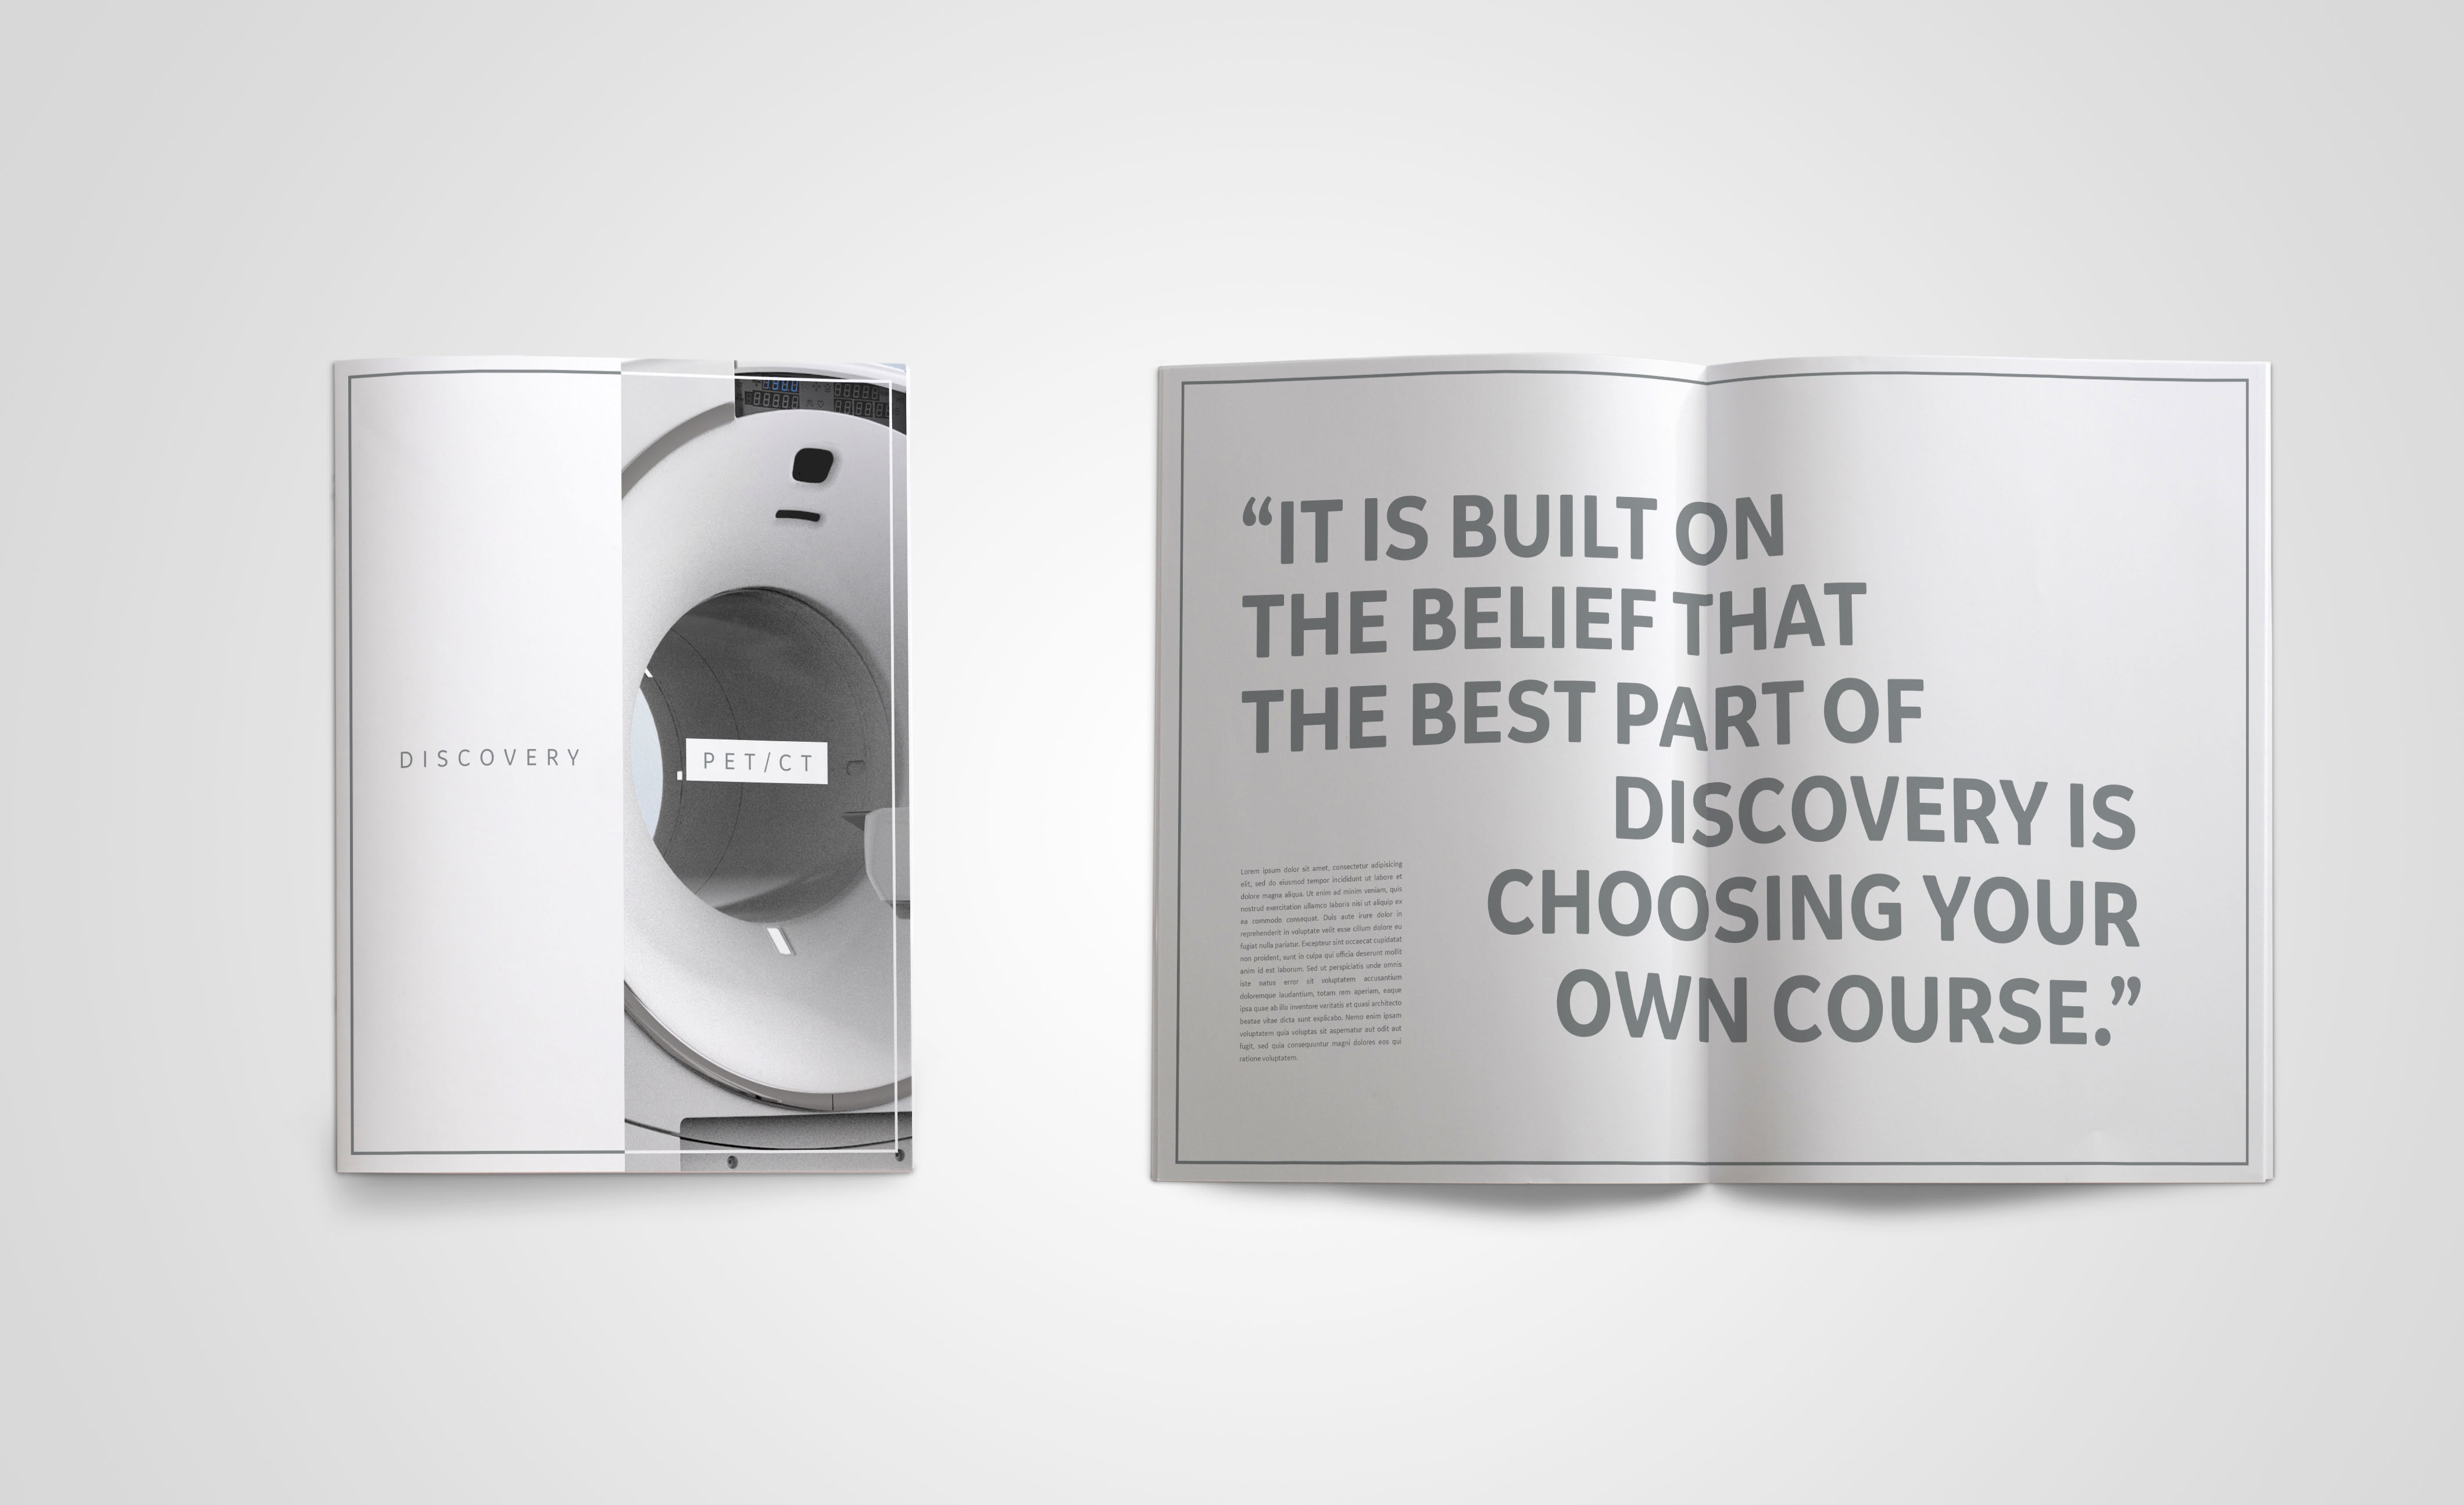 DISCOVERY
PET/CT
“IT IS BUILT ON
THE BELIEF THAT
THE BEST PART OF
DISCOVERY IS
CHOOSING YOUR
OWN COURSE.”
Lorem ipsum dolor sit amet, consectetur adipisicing
elit, sed do eiusmod tempor incididunt ut labore et
dolore magna aliqua. Ut enim ad minim veniam, quis
nostrud exercitation ullamco laboris nisi ut aliquip ex
ea commodo consequat. Duis aute irure dolor in
reprehenderit in voluptate velit esse cillum dolore eu
fugiat nulla pariatur. Excepteur sint occaecat cupidatat
non proident, sunt in culpa qui officia deserunt mollit
anim id est laborum. Sed ut perspiciatis unde omnis
iste natus error sit voluptatem accusantium
doloremque laudantium, totam rem aperiam, eaque
ipsa quae ab illo inventore veritatis et quasi architecto
beatae vitae dicta sunt explicabo. Nemo enim ipsam
voluptatem quia voluptas sit aspernatur aut odit aut
fugit, sed quia consequuntur magni dolores eos qui
ratione voluptatem.